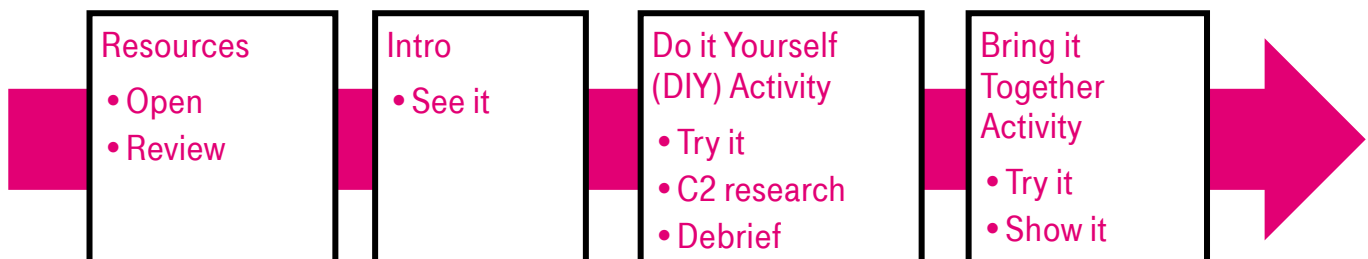 Resources
• Open
• Review
Intro
• See it
Do it Yourself
(DIY) Activity
• Try it
• C2 research
• Debrief
Bring it
Together
Activity
• Try it
• Show it